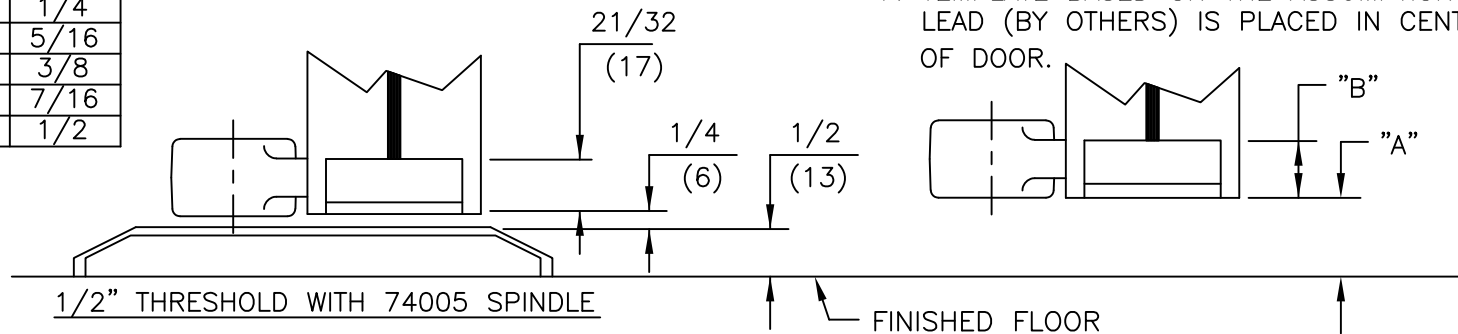 1/4
5/16
3/8
7/16
1/2
LEAD (BY OTHERS) IS PLACED IN CENT
OF DOOR.
21/32
(17)
1/4
(6)
1/2
(13)
"B"
"A"
1/2" THRESHOLD WITH 74005 SPINDLE
FINISHED FLOOR